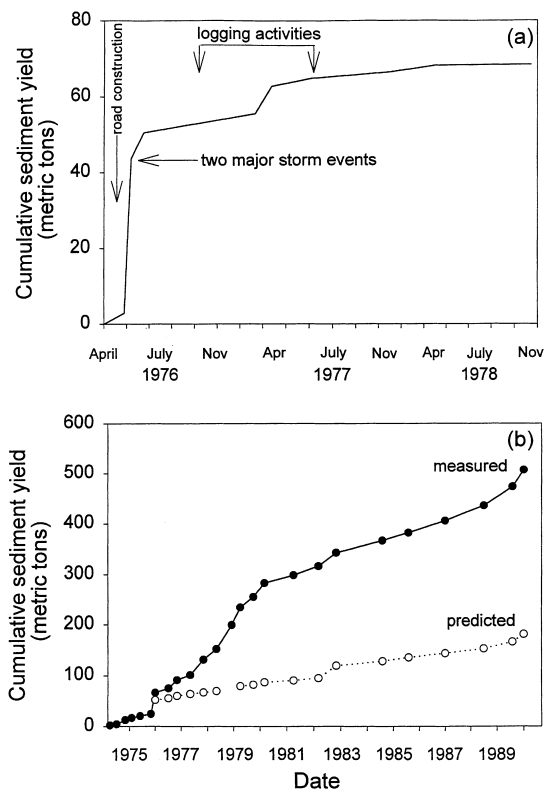 (a)
Cumulative sediment yield
(metric tons)
80
60
40
20
0
road construction
logging activities
two major storm events
April July Nov Apr July Nov Apr July Nov
1976 1977 1978
(b)
Cumulative sediment yield
(metric tons)
600
500
400
300
200
100
0
measured
predicted
1975 1977 1979 1981 1983 1985 1987 1989
Date